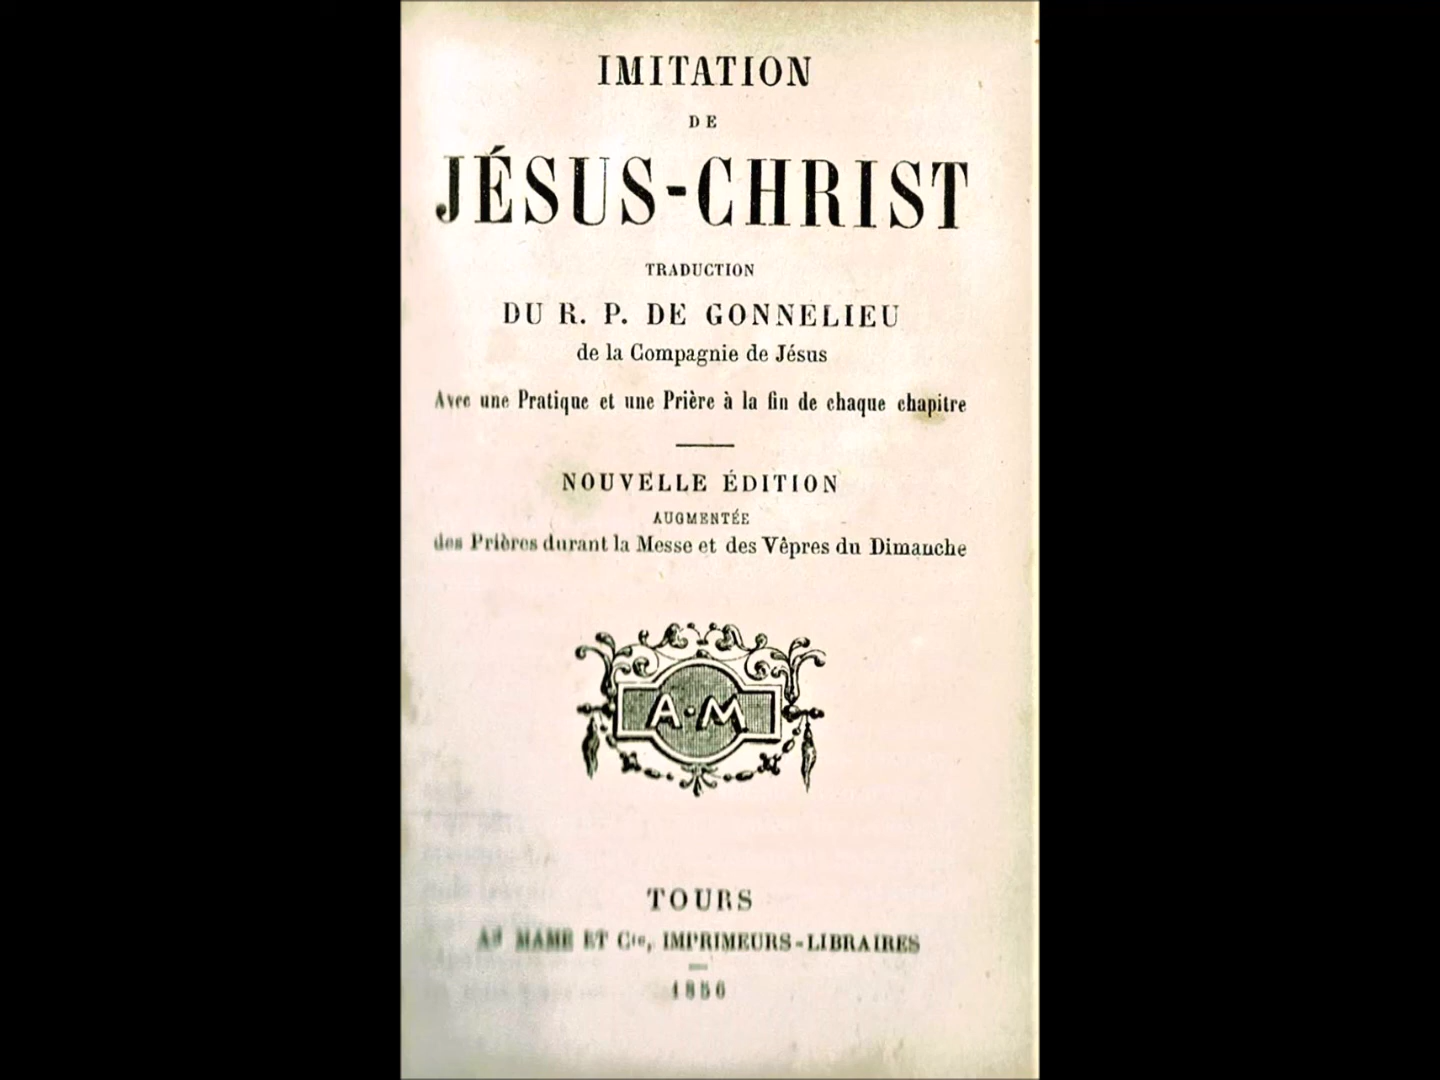 IMITATION
DE
JÉSUS-CHRIST
TRADUCTION
DU R. P. DE GONNELIEU
de la Compagnie de Jésus
Avec une Pratique et une Prière à la fin de chaque chapitre
NOUVELLE ÉDITION
AUGMENTÉE
des Prières durant la Messe et des Vêpres du Dimanche
A·M
TOURS
Ad MAME ET Cie, IMPRIMEURS-LIBRAIRES
1856